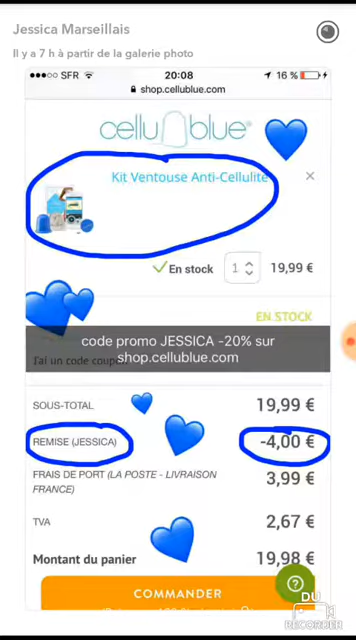 Jessica Marseillais
Il y a 7 h à partir de la galerie photo
SFR 20:08 16 %
shop.cellublue.com
cellublue®
Kit Ventouse Anti-Cellulite
×
En stock 1 19,99 €
EN STOCK
code promo JESSICA -20% sur
shop.cellublue.com
J'ai un code coupon
SOUS-TOTAL 19,99 €
REMISE (JESSICA) -4,00 €
FRAIS DE PORT (LA POSTE - LIVRAISON FRANCE) 3,99 €
TVA 2,67 €
Montant du panier 19,98 €
COMMANDER
?
DU
RECORDER